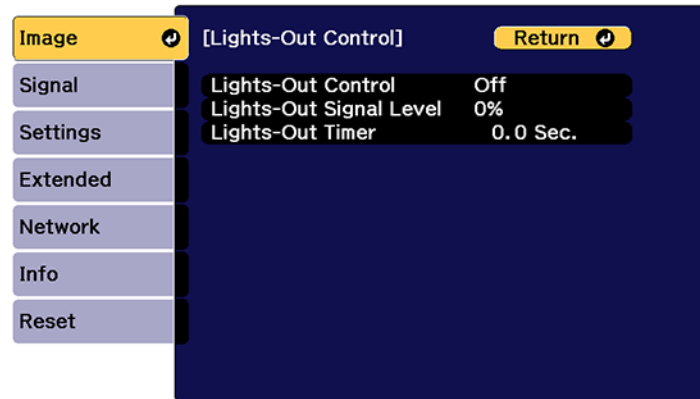 Image
Signal
Settings
Extended
Network
Info
Reset
[Lights-Out Control] Return
Lights-Out Control Off
Lights-Out Signal Level 0%
Lights-Out Timer 0.0 Sec.